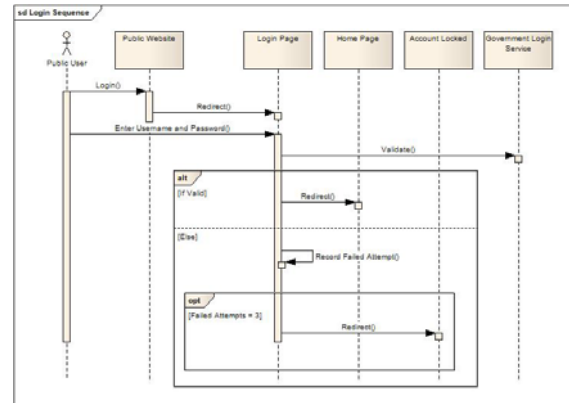 sd Login Sequence
Public User
Public Website
Login Page
Home Page
Account Locked
Government Login
Service
Login()
Redirect()
Enter Username and Password()
Validate()
alt
[If Valid]
Redirect()
[Else]
Record Failed Attempt()
opt
[Failed Attempts = 3]
Redirect()